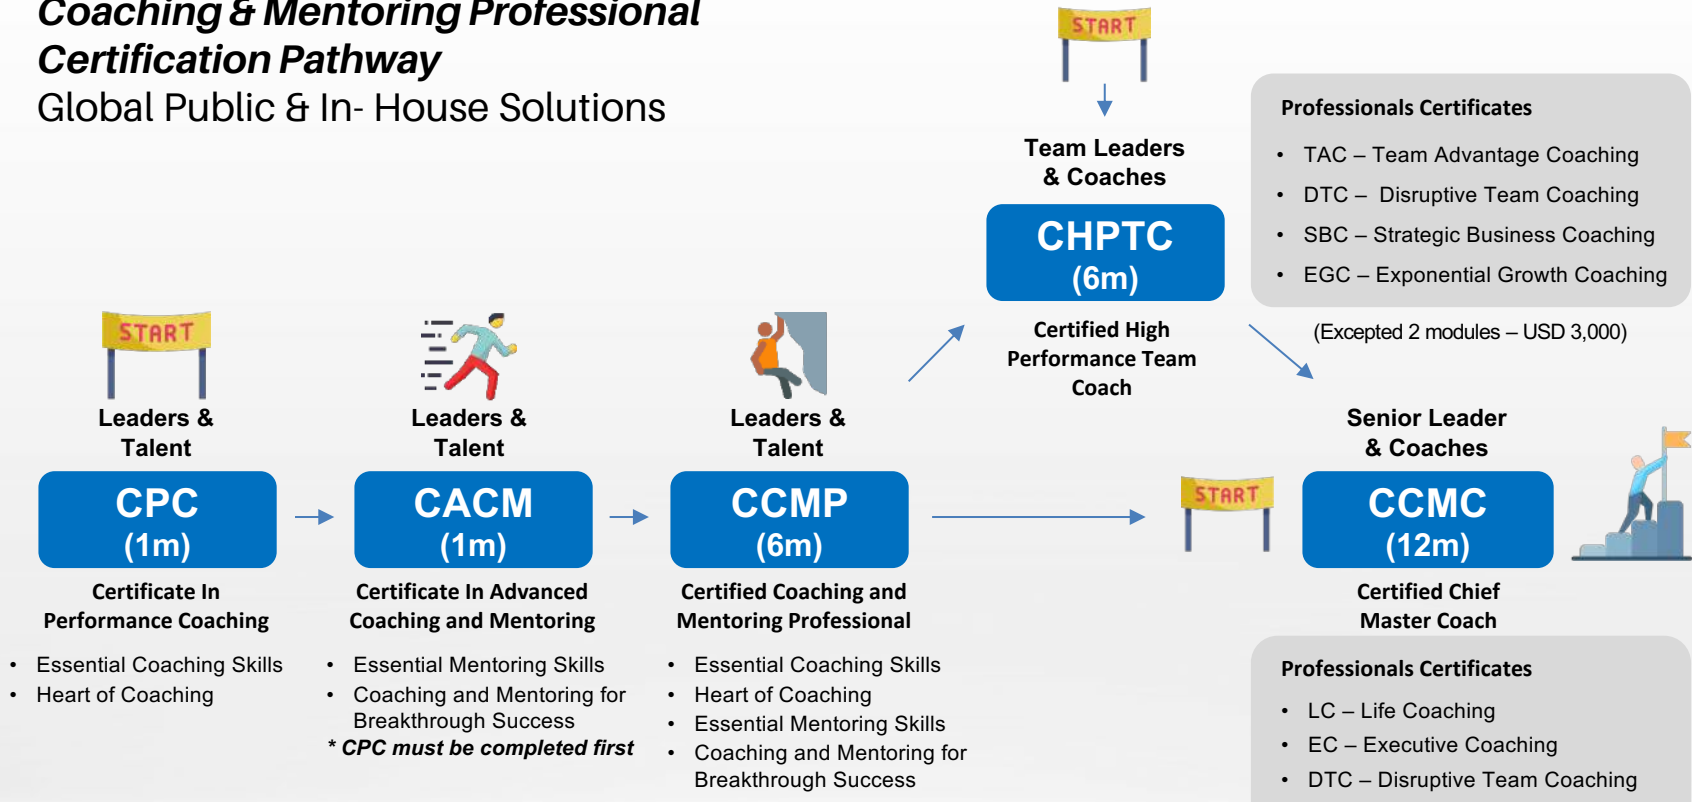 Coaching & Mentoring Professional
Certification Pathway
Global Public & In- House Solutions
START
Team Leaders
& Coaches
CHPTC
(6m)
Certified High
Performance Team
Coach
Professionals Certificates
• TAC – Team Advantage Coaching
• DTC – Disruptive Team Coaching
• SBC – Strategic Business Coaching
• EGC – Exponential Growth Coaching
(Excepted 2 modules – USD 3,000)
START
Leaders &
Talent
CPC
(1m)
Certificate In
Performance Coaching
• Essential Coaching Skills
• Heart of Coaching
Leaders &
Talent
CACM
(1m)
Certificate In Advanced
Coaching and Mentoring
• Essential Mentoring Skills
• Coaching and Mentoring for
Breakthrough Success
* CPC must be completed first
Leaders &
Talent
CCMP
(6m)
Certified Coaching and
Mentoring Professional
• Essential Coaching Skills
• Heart of Coaching
• Essential Mentoring Skills
• Coaching and Mentoring for
Breakthrough Success
START
Senior Leader
& Coaches
CCMC
(12m)
Certified Chief
Master Coach
Professionals Certificates
• LC – Life Coaching
• EC – Executive Coaching
• DTC – Disruptive Team Coaching